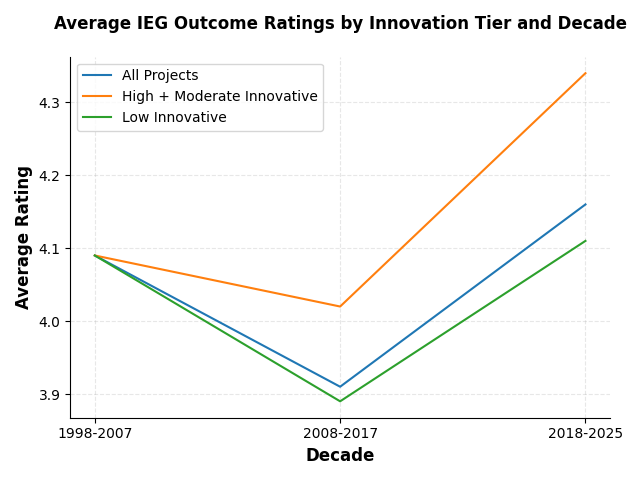 Average IEG Outcome Ratings by Innovation Tier and Decade
All Projects
High + Moderate Innovative
Low Innovative
Average Rating
4.3
4.2
4.1
4.0
3.9
1998-2007
2008-2017
2018-2025
Decade